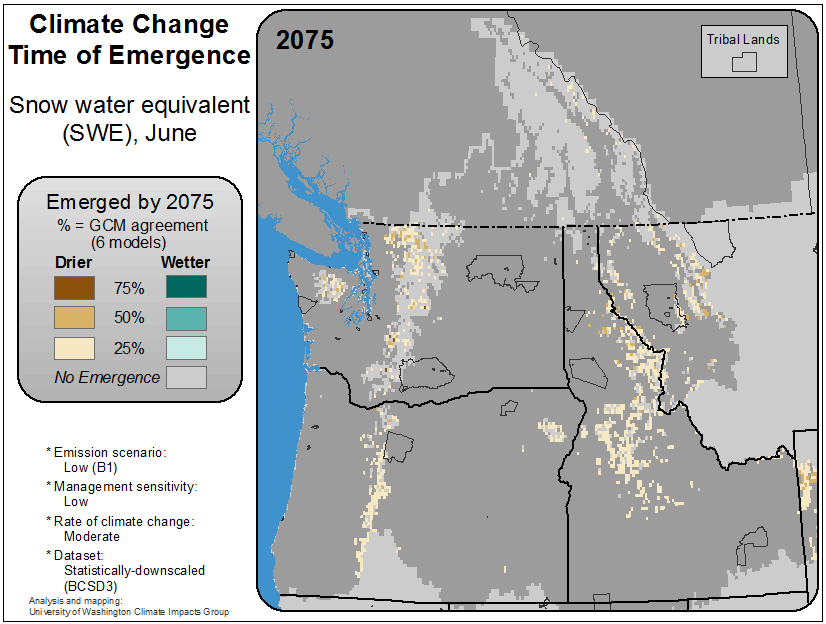 Climate Change
Time of Emergence
Snow water equivalent
(SWE), June
Emerged by 2075
% = GCM agreement
(6 models)
Drier Wetter
75%
50%
25%
No Emergence
* Emission scenario:
Low (B1)
* Management sensitivity:
Low
* Rate of climate change:
Moderate
* Dataset:
Statistically-downscaled
(BCSD3)
Analysis and mapping:
University of Washington Climate Impacts Group
2075
Tribal Lands